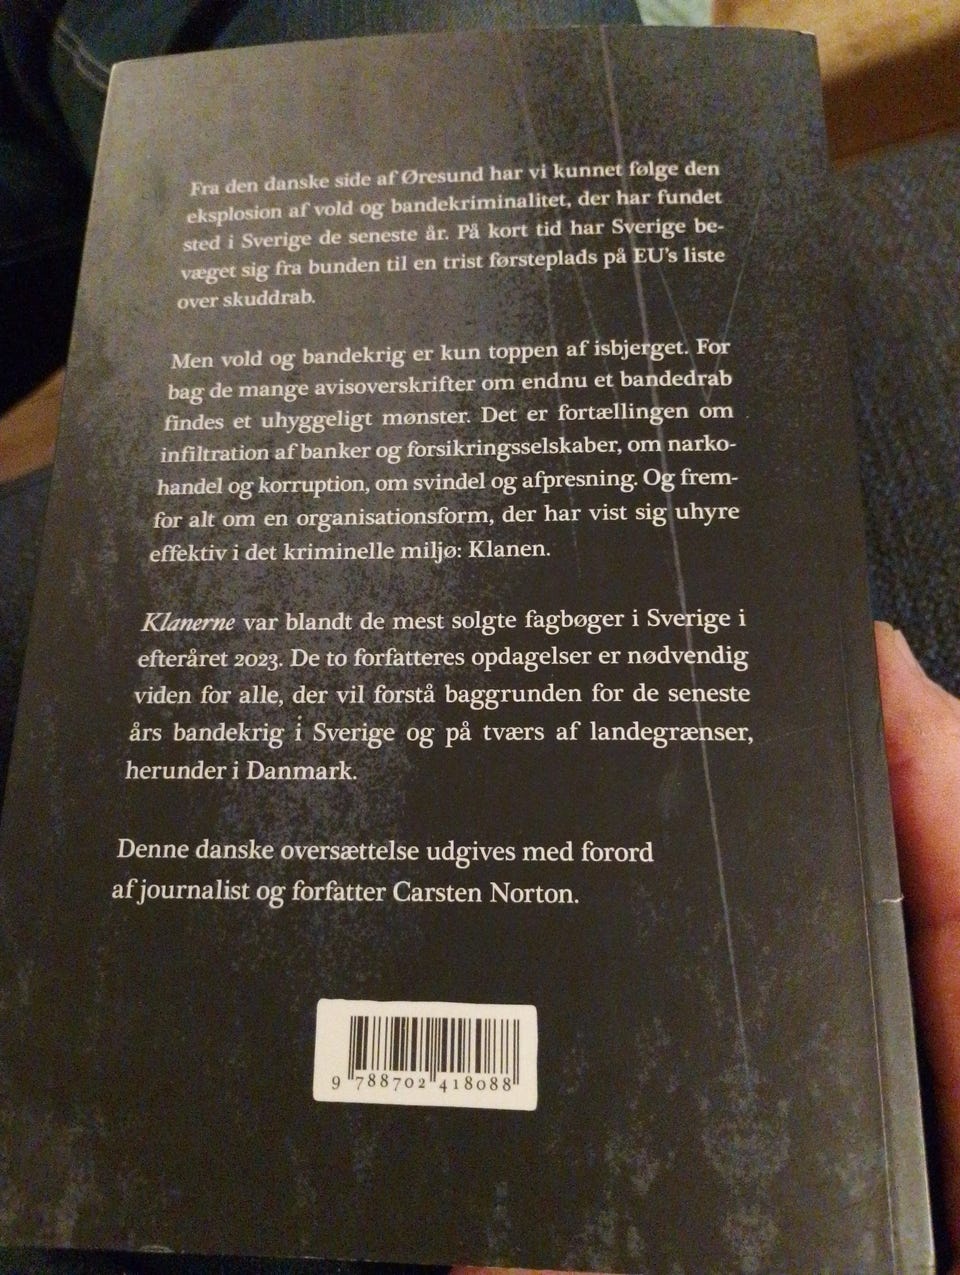 Fra den danske side af Øresund har vi kunnet følge den
eksplosion af vold og bandekriminalitet, der har fundet
sted i Sverige de seneste år. På kort tid har Sverige be-
væget sig fra bunden til en trist førsteplads på EU's liste
over skuddrab.
Men vold og bandekrig er kun toppen af isbjerget. For
bag de mange avisoverskrifter om endnu et bandedrab
findes et uhyggeligt mønster. Det er fortællingen om
infiltration af banker og forsikringsselskaber, om narko-
handel og korruption, om svindel og afpresning. Og frem-
for alt om en organisationsform, der har vist sig uhyre
effektiv i det kriminelle miljø: Klanen.
Klanerne var blandt de mest solgte fagbøger i Sverige i
efteråret 2023. De to forfatteres opdagelser er nødvendig
viden for alle, der vil forstå baggrunden for de seneste
års bandekrig i Sverige og på tværs af landegrænser,
herunder i Danmark.
Denne danske oversættelse udgives med forord
af journalist og forfatter Carsten Norton.
9 788702 418088